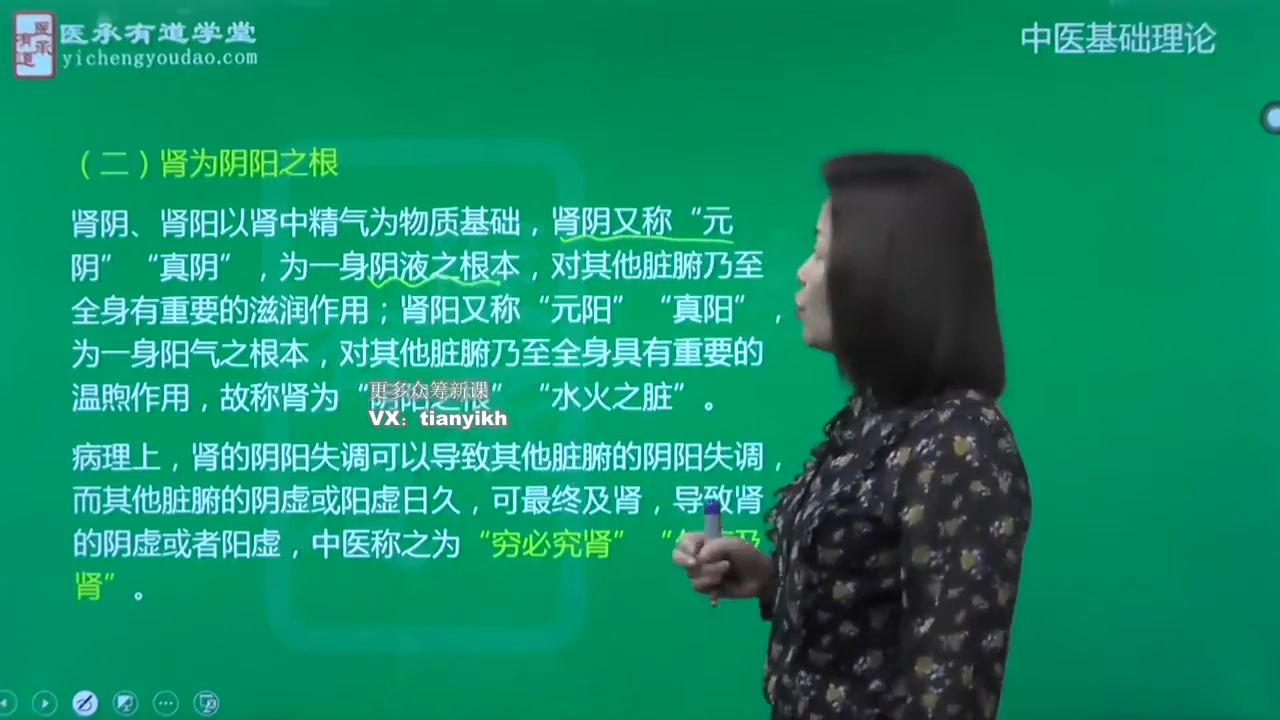 医承有道
医承有道学堂
yichengyoudao.com
中医基础理论
（二）肾为阴阳之根
肾阴、肾阳以肾中精气为物质基础，肾阴又称“元
阴”“真阴”，为一身阴液之根本，对其他脏腑乃至
全身有重要的滋润作用；肾阳又称“元阳”“真阳”，
为一身阳气之根本，对其他脏腑乃至全身具有重要的
温煦作用，故称肾为“阴阳之根”“水火之脏”。
更多众筹新课
VX：tianyikh
病理上，肾的阴阳失调可以导致其他脏腑的阴阳失调，
而其他脏腑的阴虚或阳虚日久，可最终及肾，导致肾
的阴虚或者阳虚，中医称之为“穷必究肾”“
肾”。